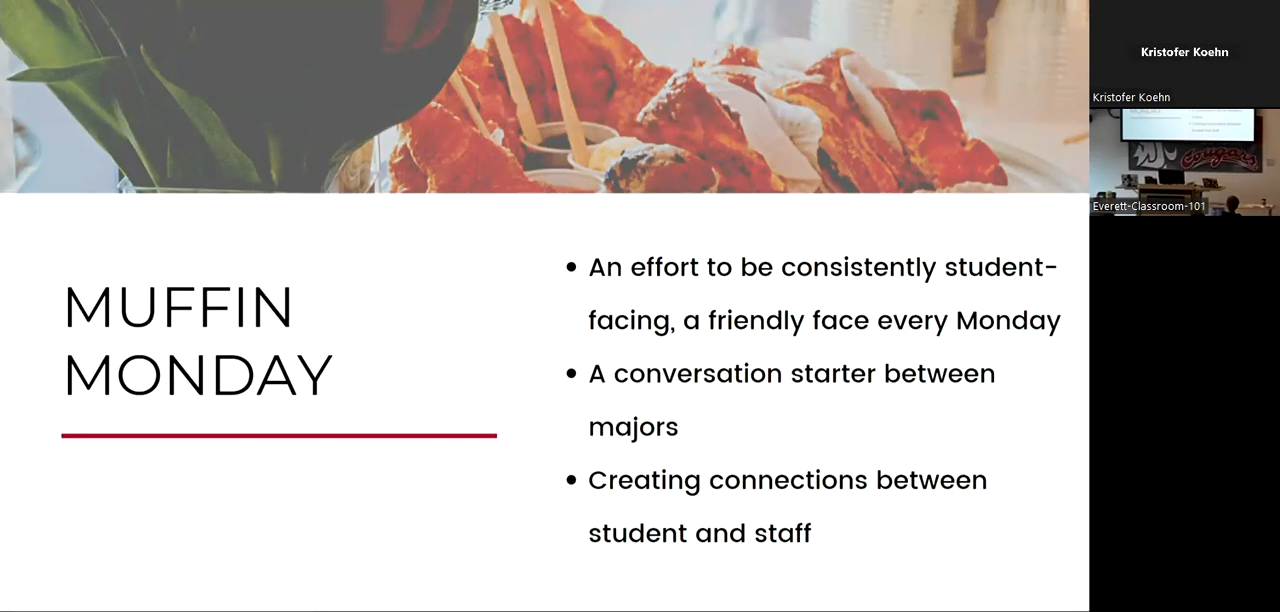 MUFFIN
MONDAY
• An effort to be consistently student-
facing, a friendly face every Monday
• A conversation starter between
majors
• Creating connections between
student and staff
Kristofer Koehn
Kristofer Koehn
Cougars
Everett-Classroom-101